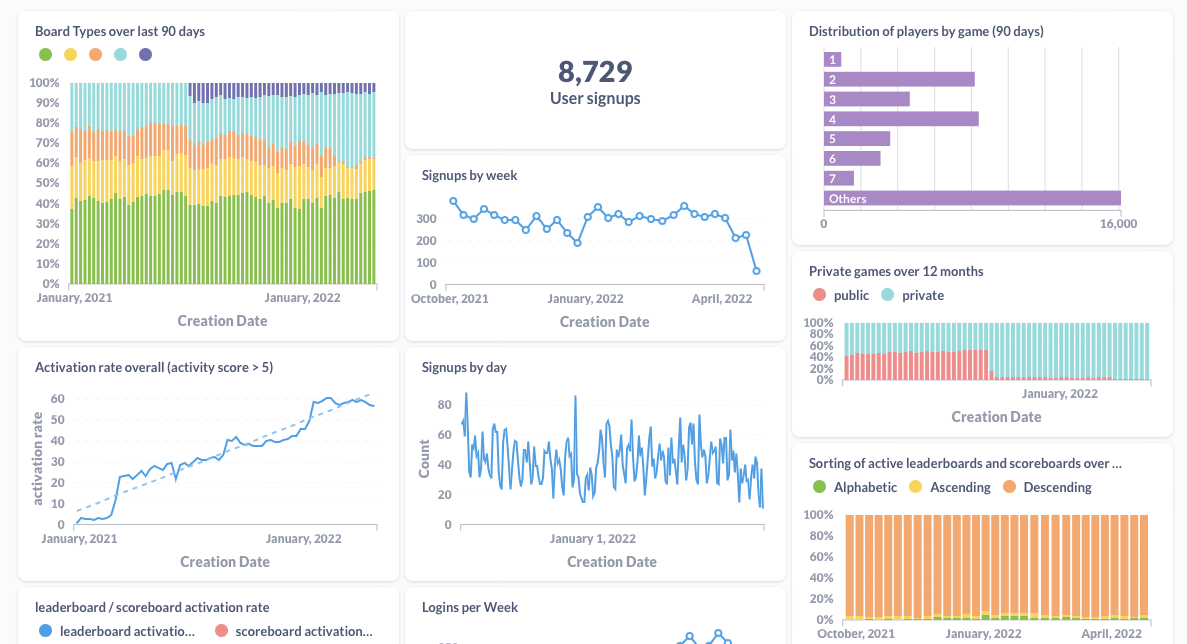 Board Types over last 90 days
100%
90%
80%
70%
60%
50%
40%
30%
20%
10%
0%
January, 2021
January, 2022
Creation Date
8,729
User signups
Distribution of players by game (90 days)
1
2
3
4
5
6
7
Others
0
16,000
Signups by week
300
200
100
0
October, 2021
January, 2022
April, 2022
Creation Date
Private games over 12 months
public
private
100%
80%
60%
40%
20%
0%
January, 2022
Creation Date
Activation rate overall (activity score > 5)
activation rate
60
50
40
30
20
10
0
January, 2021
January, 2022
Creation Date
Signups by day
Count
80
60
40
20
0
January 1, 2022
Creation Date
Sorting of active leaderboards and scoreboards over ...
Alphabetic
Ascending
Descending
100%
80%
60%
40%
20%
0%
October, 2021
January, 2022
April, 2022
leaderboard / scoreboard activation rate
leaderboard activatio...
scoreboard activation...
Logins per Week